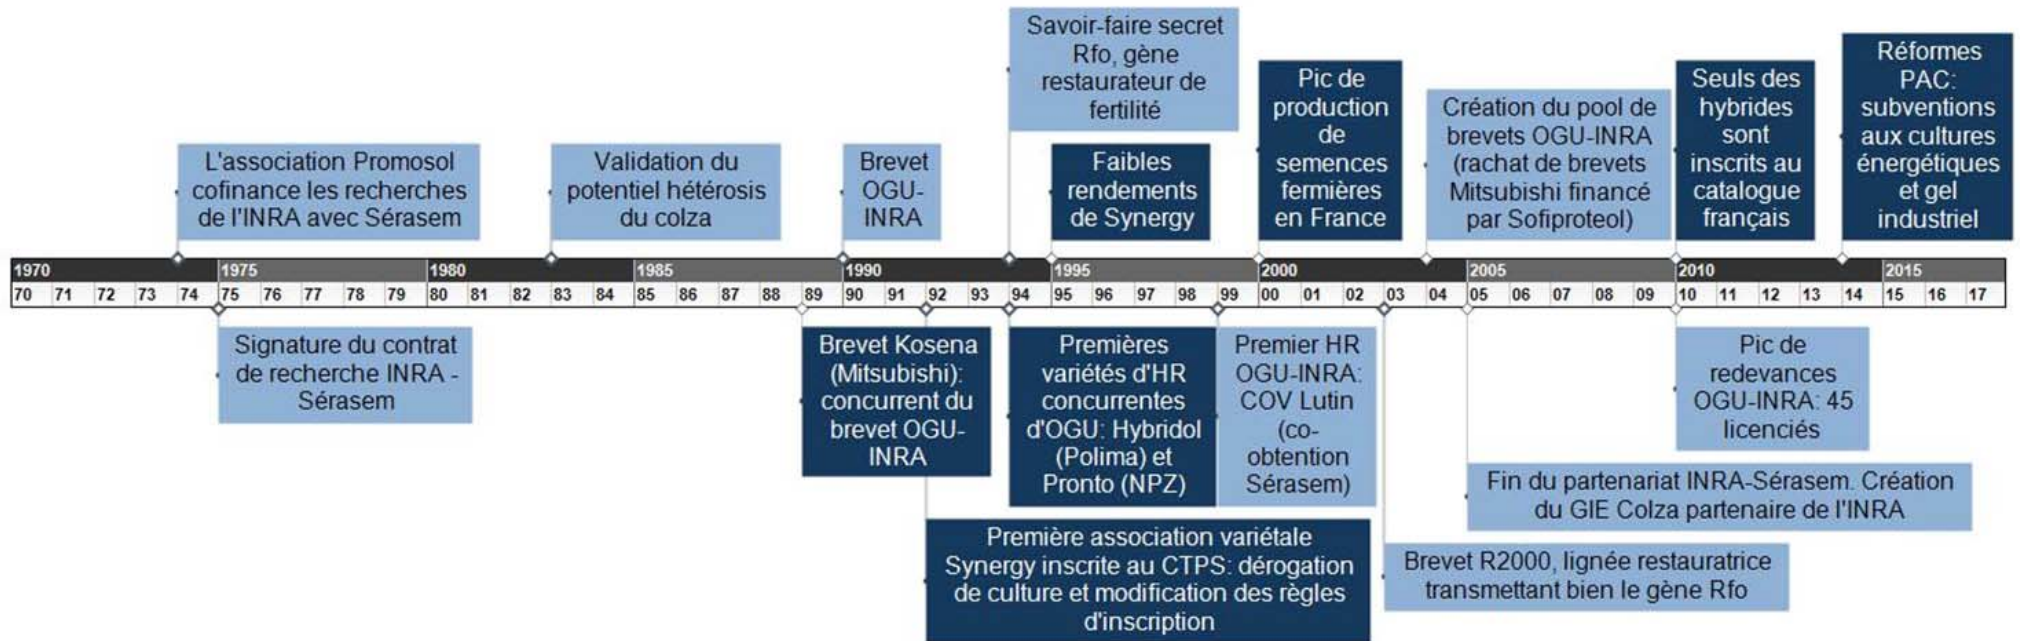 Savoir-faire secret
Rfo, gène
restaurateur de
fertilité
Pic de
production
de
semences
fermières
en France
Seuls des
hybrides
sont
inscrits au
catalogue
français
Réformes
PAC:
subventions
aux cultures
énergétiques
et gel
industriel
L'association Promosol
cofinance les recherches
de l'INRA avec Sérasem
Validation du
potentiel hétérosis
du colza
Brevet
OGU-
INRA
Faibles
rendements
de Synergy
Création du pool de
brevets OGU-INRA
(rachat de brevets
Mitsubishi financé
par Sofiproteol)
1970 1975 1980 1985 1990 1995 2000 2005 2010 2015
70 71 72 73 74 75 76 77 78 79 80 81 82 83 84 85 86 87 88 89 90 91 92 93 94 95 96 97 98 99 00 01 02 03 04 05 06 07 08 09 10 11 12 13 14 15 16 17
Signature du contrat
de recherche INRA -
Sérasem
Brevet Kosena
(Mitsubishi):
concurrent du
brevet OGU-
INRA
Premières
variétés d'HR
concurrentes
d'OGU: Hybridol
(Polima) et
Pronto (NPZ)
Premier HR
OGU-INRA:
COV Lutin
(co-
obtention
Sérasem)
Pic de
redevances
OGU-INRA: 45
licenciés
Fin du partenariat INRA-Sérasem. Création
du GIE Colza partenaire de l'INRA
Première association variétale
Synergy inscrite au CTPS: dérogation
de culture et modification des règles
d'inscription
Brevet R2000, lignée restauratrice
transmettant bien le gène Rfo